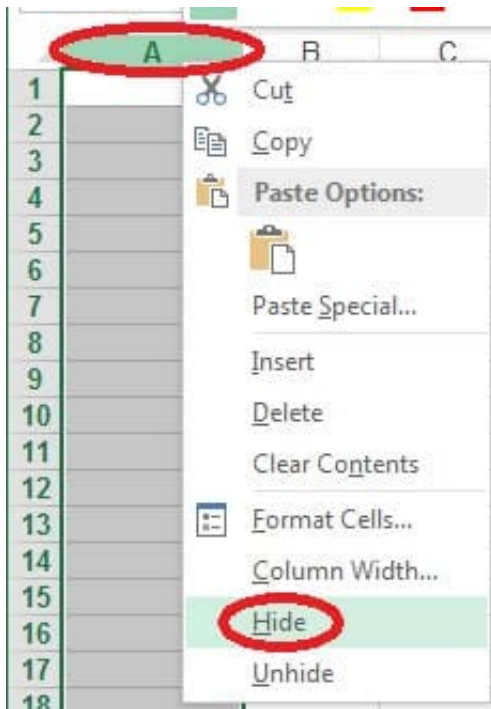 A B C
1
2
3
4
5
6
7
8
9
10
11
12
13
14
15
16
17
18
Cut
Copy
Paste Options:
Paste Special...
Insert
Delete
Clear Contents
Format Cells...
Column Width...
Hide
Unhide